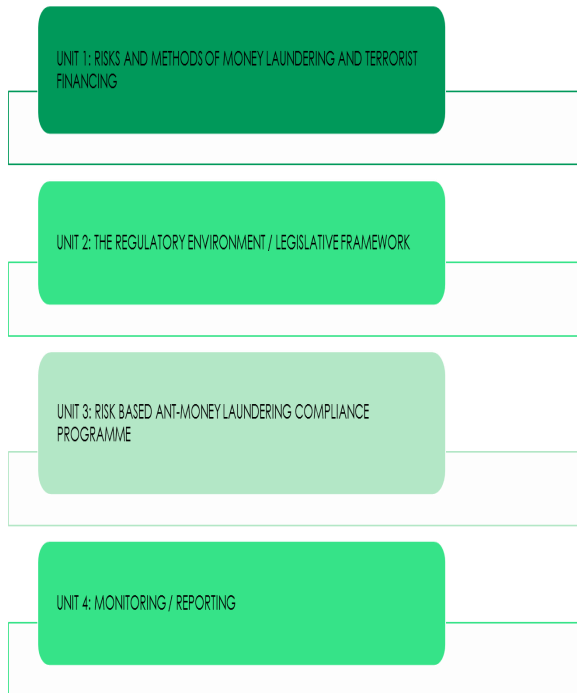 UNIT 1: RISKS AND METHODS OF MONEY LAUNDERING AND TERRORIST
FINANCING
UNIT 2: THE REGULATORY ENVIRONMENT / LEGISLATIVE FRAMEWORK
UNIT 3: RISK BASED ANT-MONEY LAUNDERING COMPLIANCE
PROGRAMME
UNIT 4: MONITORING / REPORTING